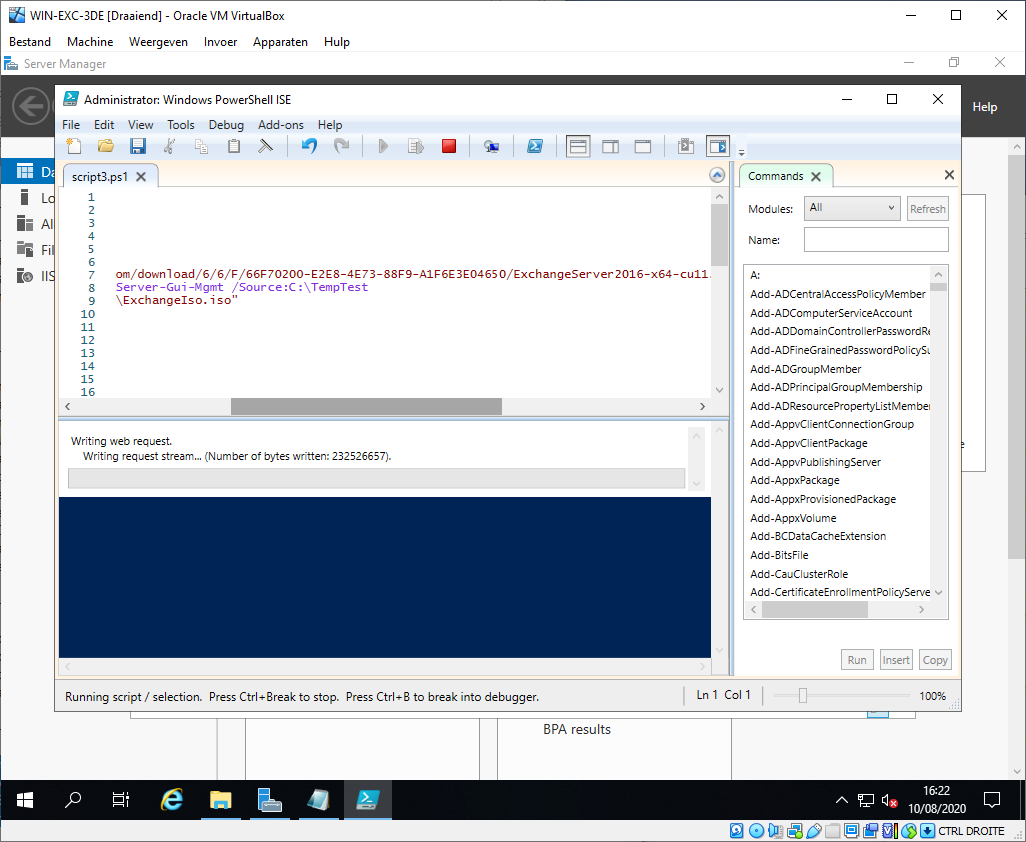 WIN-EXC-3DE [Draaiend] - Oracle VM VirtualBox
Bestand Machine Weergeven Invoer Apparaten Hulp
Server Manager
Help
Administrator: Windows PowerShell ISE
File Edit View Tools Debug Add-ons Help
script3.ps1
1
2
3
4
5
6
7 om/download/6/6/F/66F70200-E2E8-4E73-88F9-A1F6E3E04650/ExchangeServer2016-x64-cu11.
8 Server-Gui-Mgmt /Source:C:\TempTest
9 \ExchangeIso.iso"
10
11
12
13
14
15
16
Writing web request.
Writing request stream... (Number of bytes written: 232526657).
Commands
Modules: All Refresh
Name:
A:
Add-ADCentralAccessPolicyMember
Add-ADComputerServiceAccount
Add-ADDomainControllerPasswordRe
Add-ADFineGrainedPasswordPolicySu
Add-ADGroupMember
Add-ADPrincipalGroupMembership
Add-ADResourcePropertyListMember
Add-AppvClientConnectionGroup
Add-AppvClientPackage
Add-AppvPublishingServer
Add-AppxPackage
Add-AppxProvisionedPackage
Add-AppxVolume
Add-BCDataCacheExtension
Add-BitsFile
Add-CauClusterRole
Add-CertificateEnrollmentPolicyServe
Run Insert Copy
Running script / selection. Press Ctrl+Break to stop. Press Ctrl+B to break into debugger.
Ln 1 Col 1
100%
Da
Lo
Al
Fil
IIS
e
BPA results
16:22
10/08/2020
CTRL DROITE